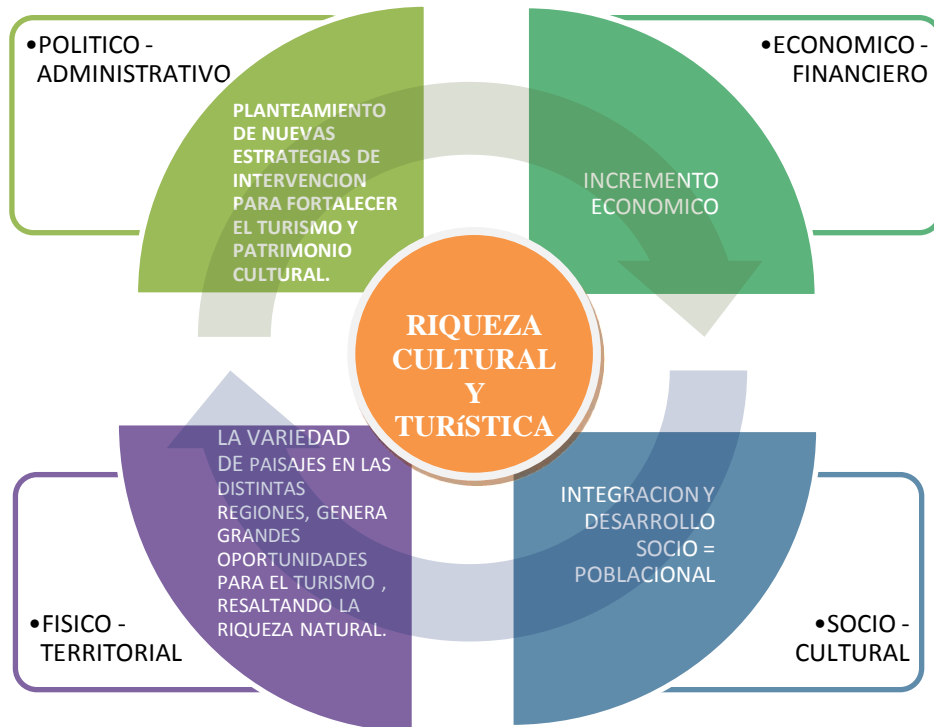 •POLITICO -
ADMINISTRATIVO
PLANTEAMIENTO
DE NUEVAS
ESTRATEGIAS DE
INTERVENCION
PARA FORTALECER
EL TURISMO Y
PATRIMONIO
CULTURAL.
•ECONOMICO -
FINANCIERO
INCREMENTO
ECONOMICO
RIQUEZA
CULTURAL
Y
TURíSTICA
LA VARIEDAD
DE PAISAJES EN LAS
DISTINTAS
REGIONES, GENERA
GRANDES
OPORTUNIDADES
PARA EL TURISMO ,
RESALTANDO LA
RIQUEZA NATURAL.
•FISICO -
TERRITORIAL
INTEGRACION Y
DESARROLLO
SOCIO =
POBLACIONAL
•SOCIO -
CULTURAL